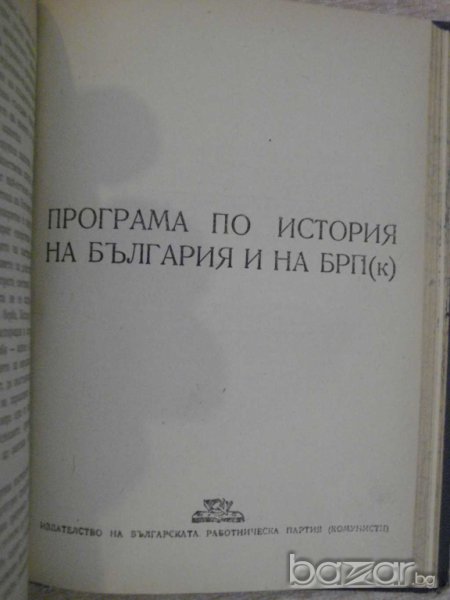 ПРОГРАМА ПО ИСТОРИЯ
НА БЪЛГАРИЯ И НА БРП(к)
ИЗДАТЕЛСТВО НА БЪЛГАРСКАТА РАБОТНИЧЕСКА ПАРТИЯ (КОМУНИСТИ)
bazar.bg